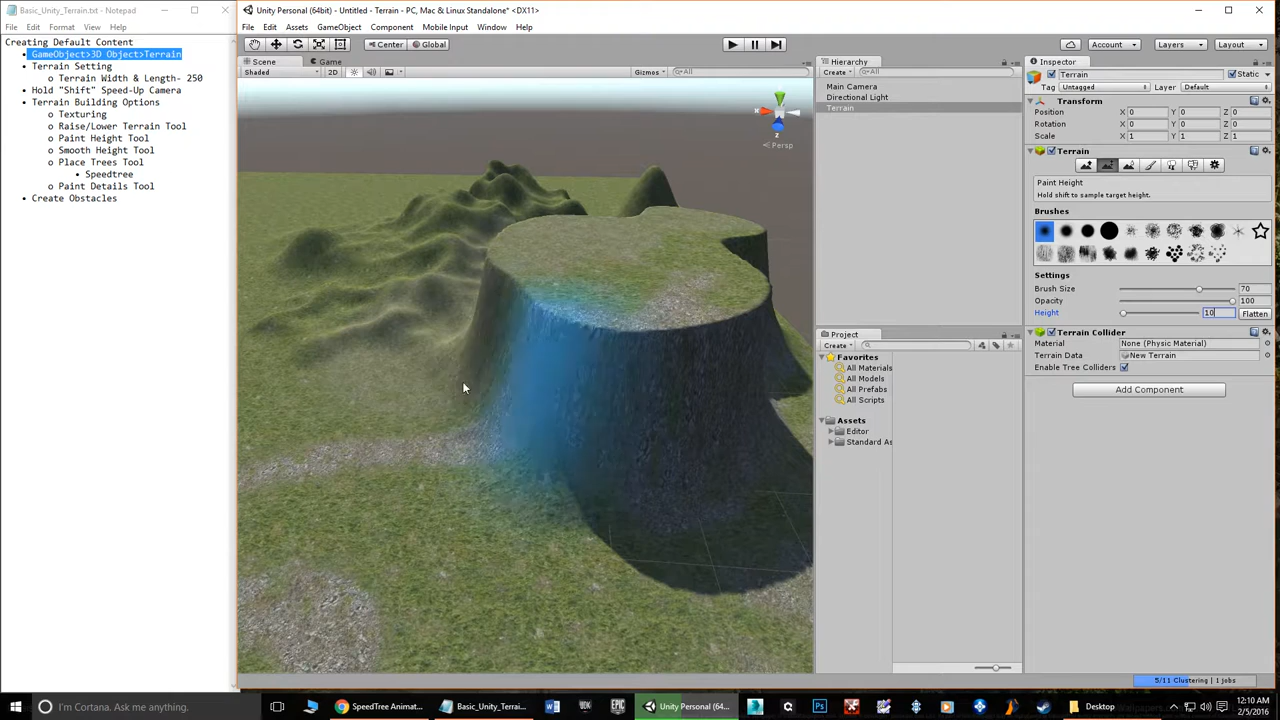 Basic_Unity_Terrain.txt - Notepad
File Edit Format View Help
Creating Default Content
GameObject>3D Object>Terrain
Terrain Setting
Terrain Width & Length- 250
Hold "Shift" Speed-Up Camera
Terrain Building Options
Texturing
Raise/Lower Terrain Tool
Paint Height Tool
Smooth Height Tool
Place Trees Tool
Speedtree
Paint Details Tool
Create Obstacles
Unity Personal (64bit) - Untitled - Terrain - PC, Mac & Linux Standalone* <DX11>
File Edit Assets GameObject Component Mobile Input Window Help
Center Global
Account Layers Layout
Scene Game
Shaded 2D Gizmos All
Z
Persp
Hierarchy
Create All
Main Camera
Directional Light
Terrain
Project
Create
Favorites
All Materials
All Models
All Prefabs
All Scripts
Assets
Editor
Standard As
Inspector
Terrain Static
Tag Untagged Layer Default
Transform
Position X 0 Y 0 Z 0
Rotation X 0 Y 0 Z 0
Scale X 1 Y 1 Z 1
Terrain
Paint Height
Hold shift to sample target height.
Brushes
Settings
Brush Size 70
Opacity 100
Height 10 Flatten
Terrain Collider
Material None (Physic Material)
Terrain Data New Terrain
Enable Tree Colliders
Add Component
5/11 Clustering | 1 jobs
I'm Cortana. Ask me anything.
SpeedTree Animat...
Basic_Unity_Terrai...
Unity Personal (64...
Desktop
12:10 AM
2/5/2016